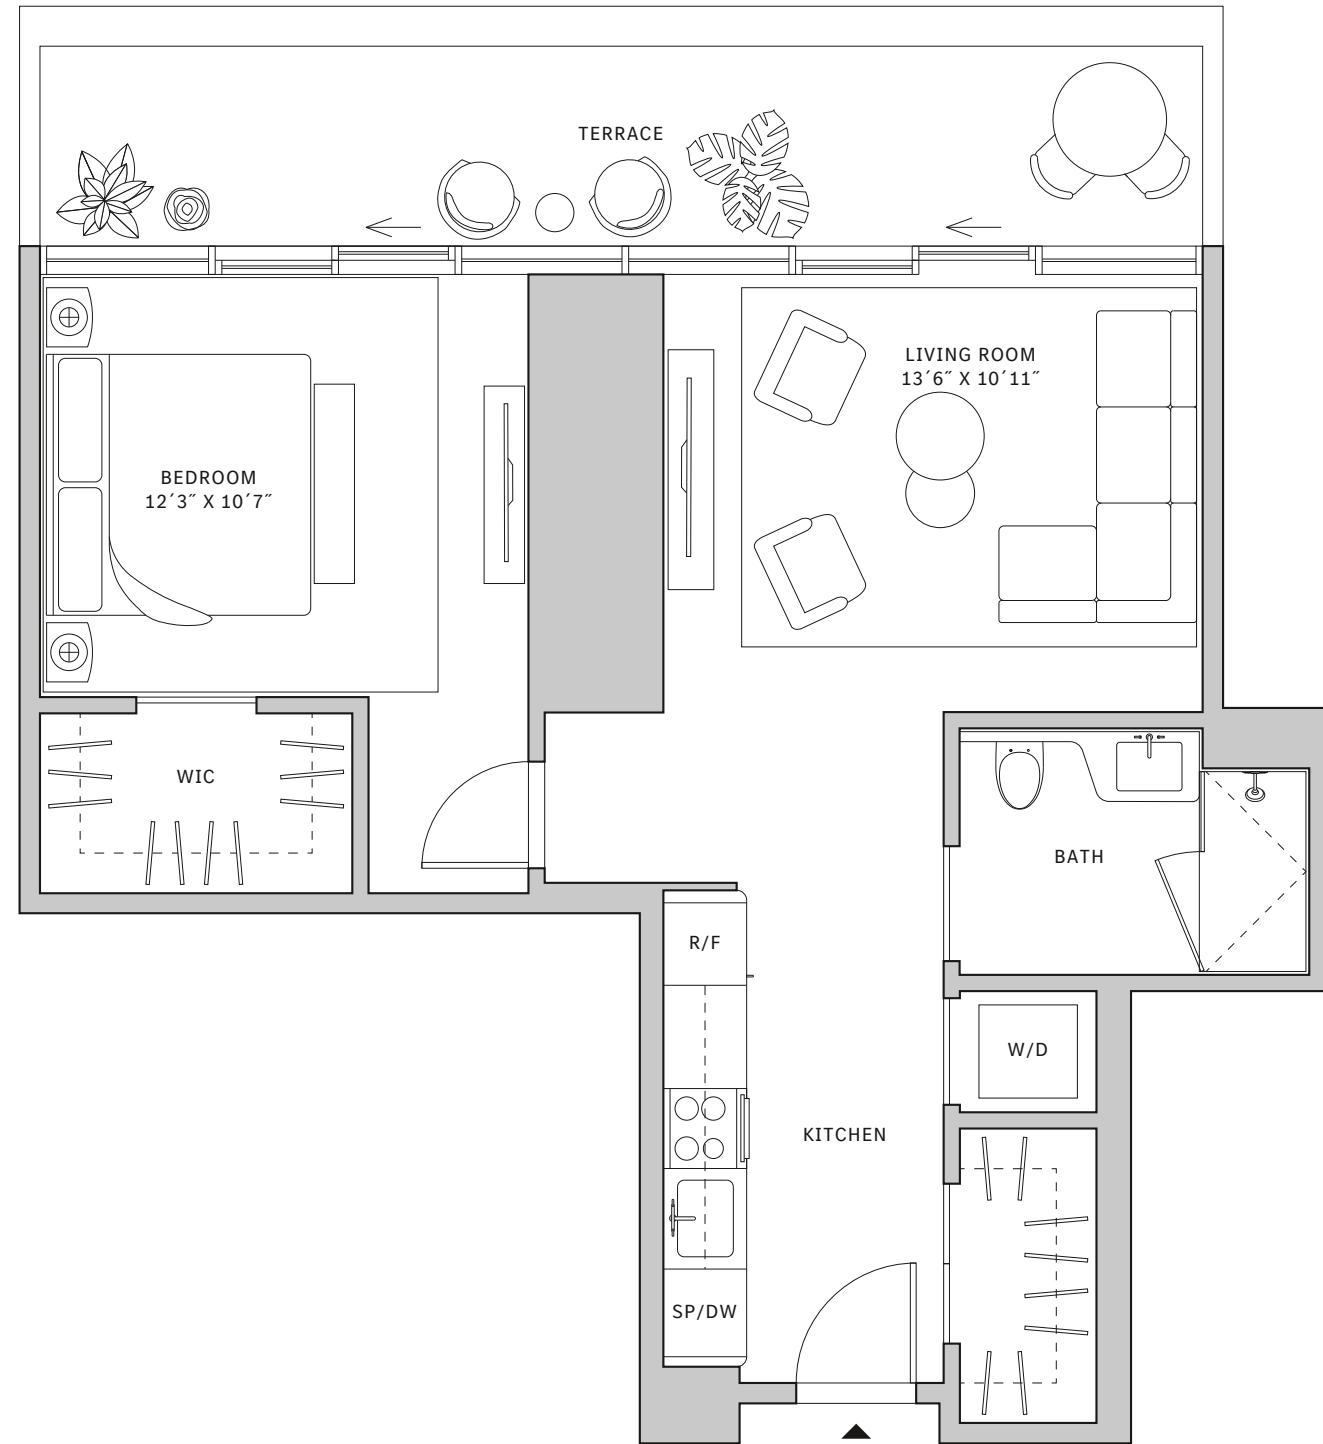 TERRACE
LIVING ROOM
13´6˝ X 10´11˝
BEDROOM
12´3˝ X 10´7˝
WIC
BATH
R/F
W/D
KITCHEN
SP/DW